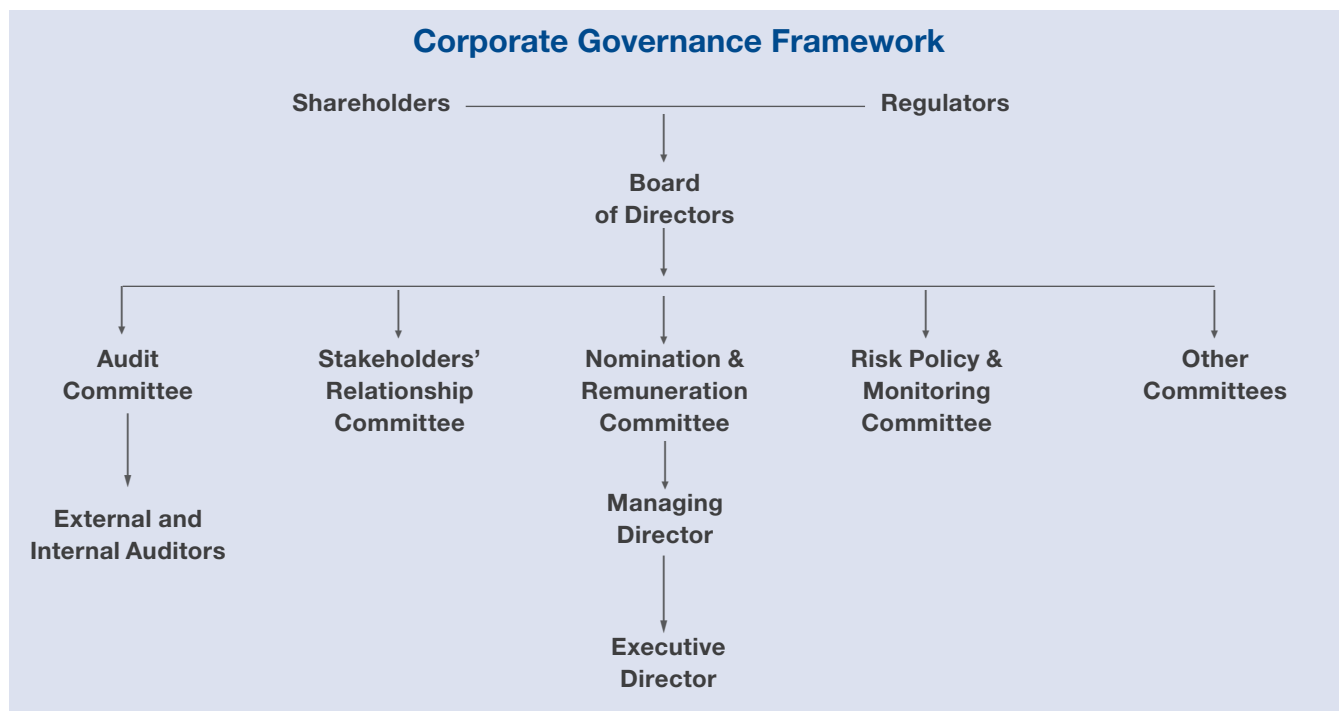 Corporate Governance Framework
Shareholders
Regulators
Board
of Directors
Audit
Committee
Stakeholders’
Relationship
Committee
Nomination &
Remuneration
Committee
Risk Policy &
Monitoring
Committee
Other
Committees
External and
Internal Auditors
Managing
Director
Executive
Director